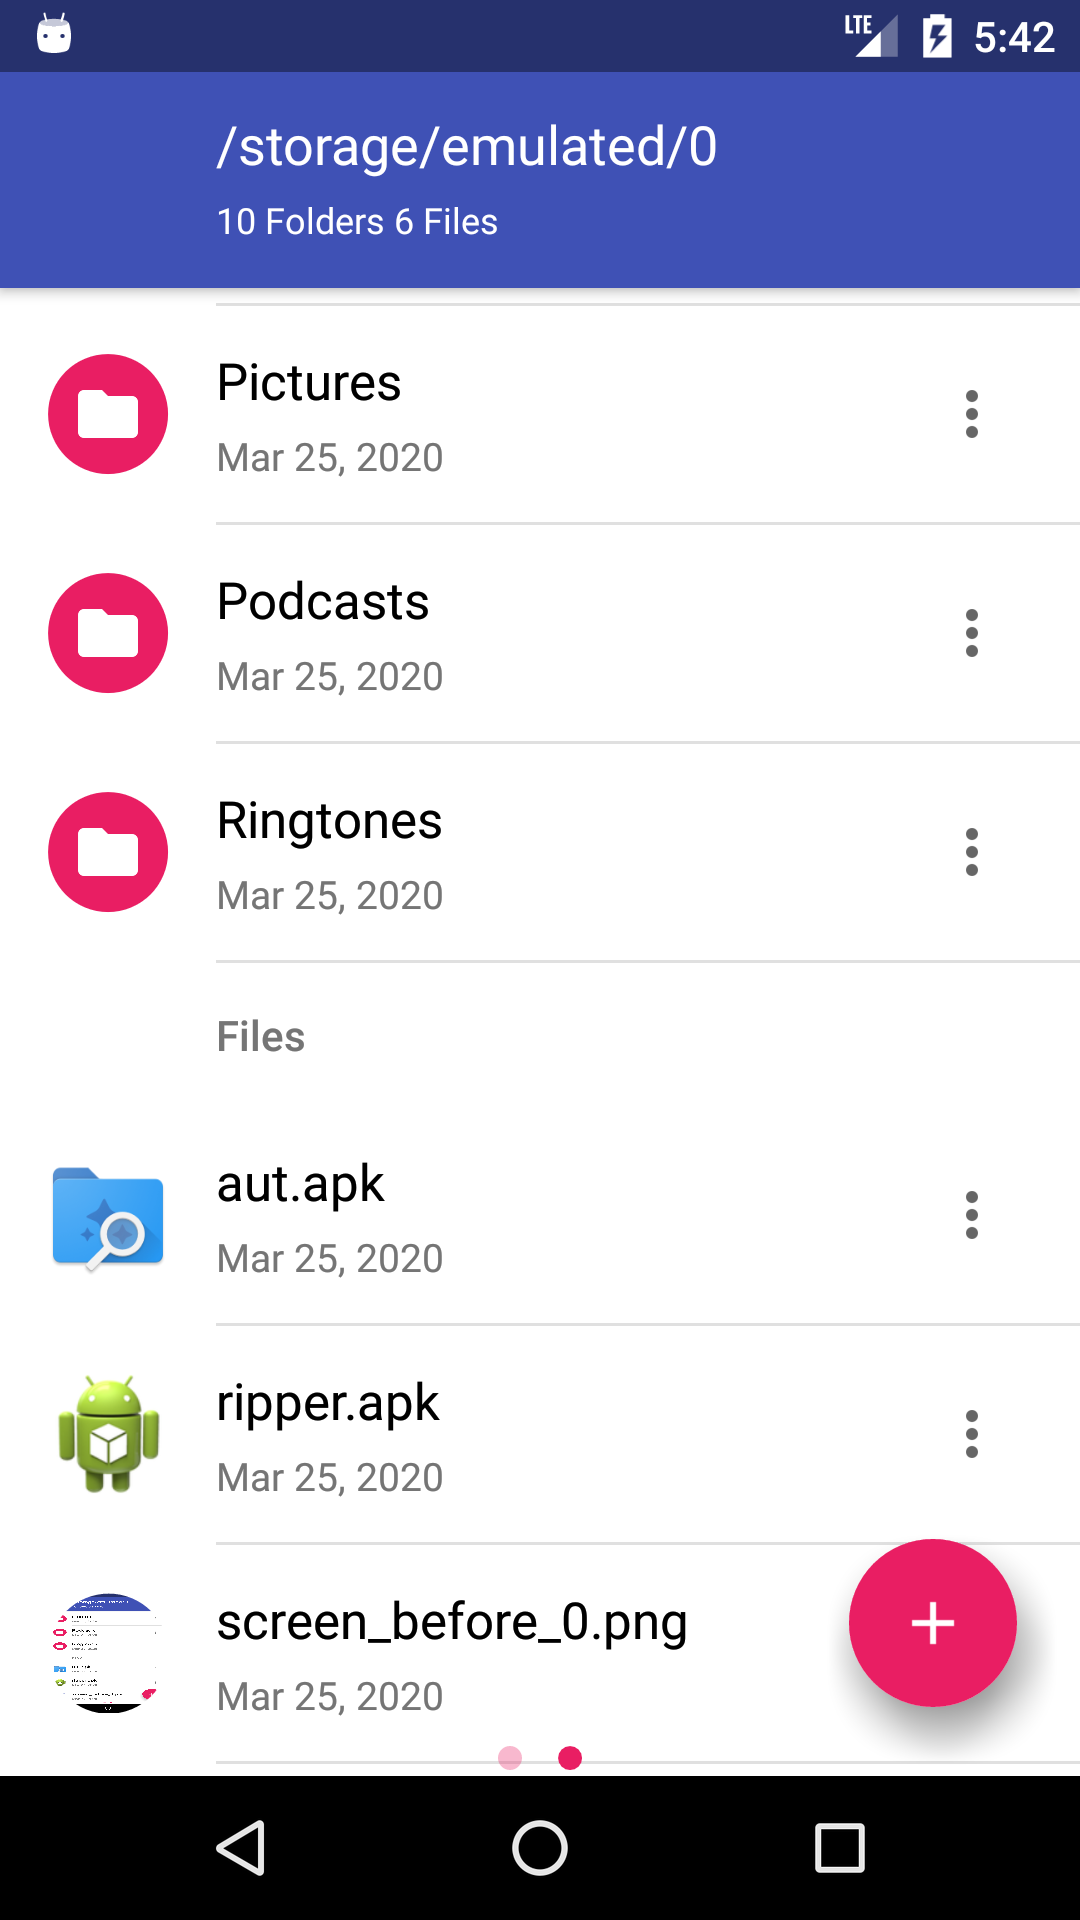 LTE 5:42
/storage/emulated/0
10 Folders 6 Files
Pictures
Mar 25, 2020
Podcasts
Mar 25, 2020
Ringtones
Mar 25, 2020
Files
aut.apk
Mar 25, 2020
ripper.apk
Mar 25, 2020
screen_before_0.png
Mar 25, 2020